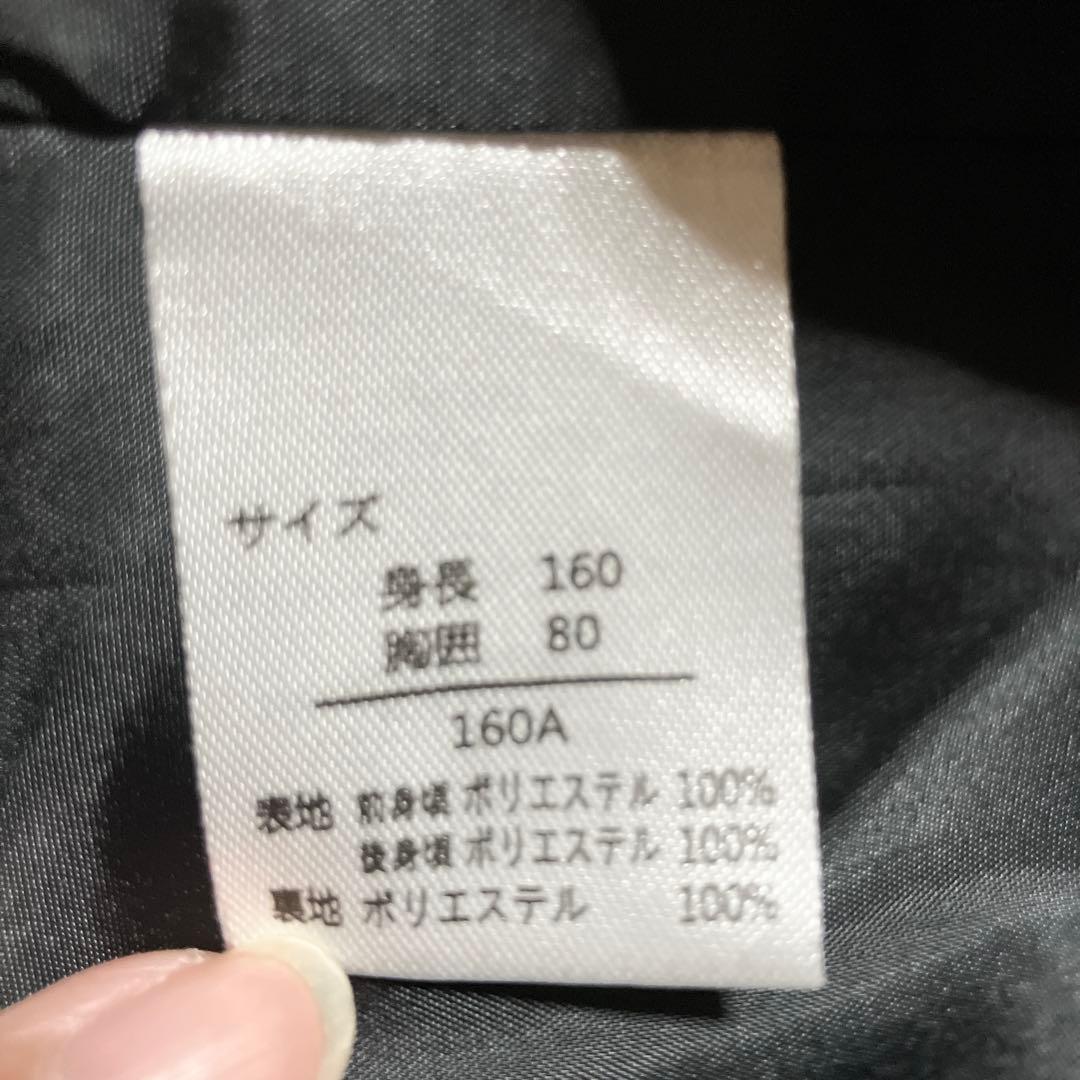 サイズ
身長 160
胸囲 80
160A
表地 前身頃 ポリエステル 100%
後身頃 ポリエステル 100%
裏地 ポリエステル 100%